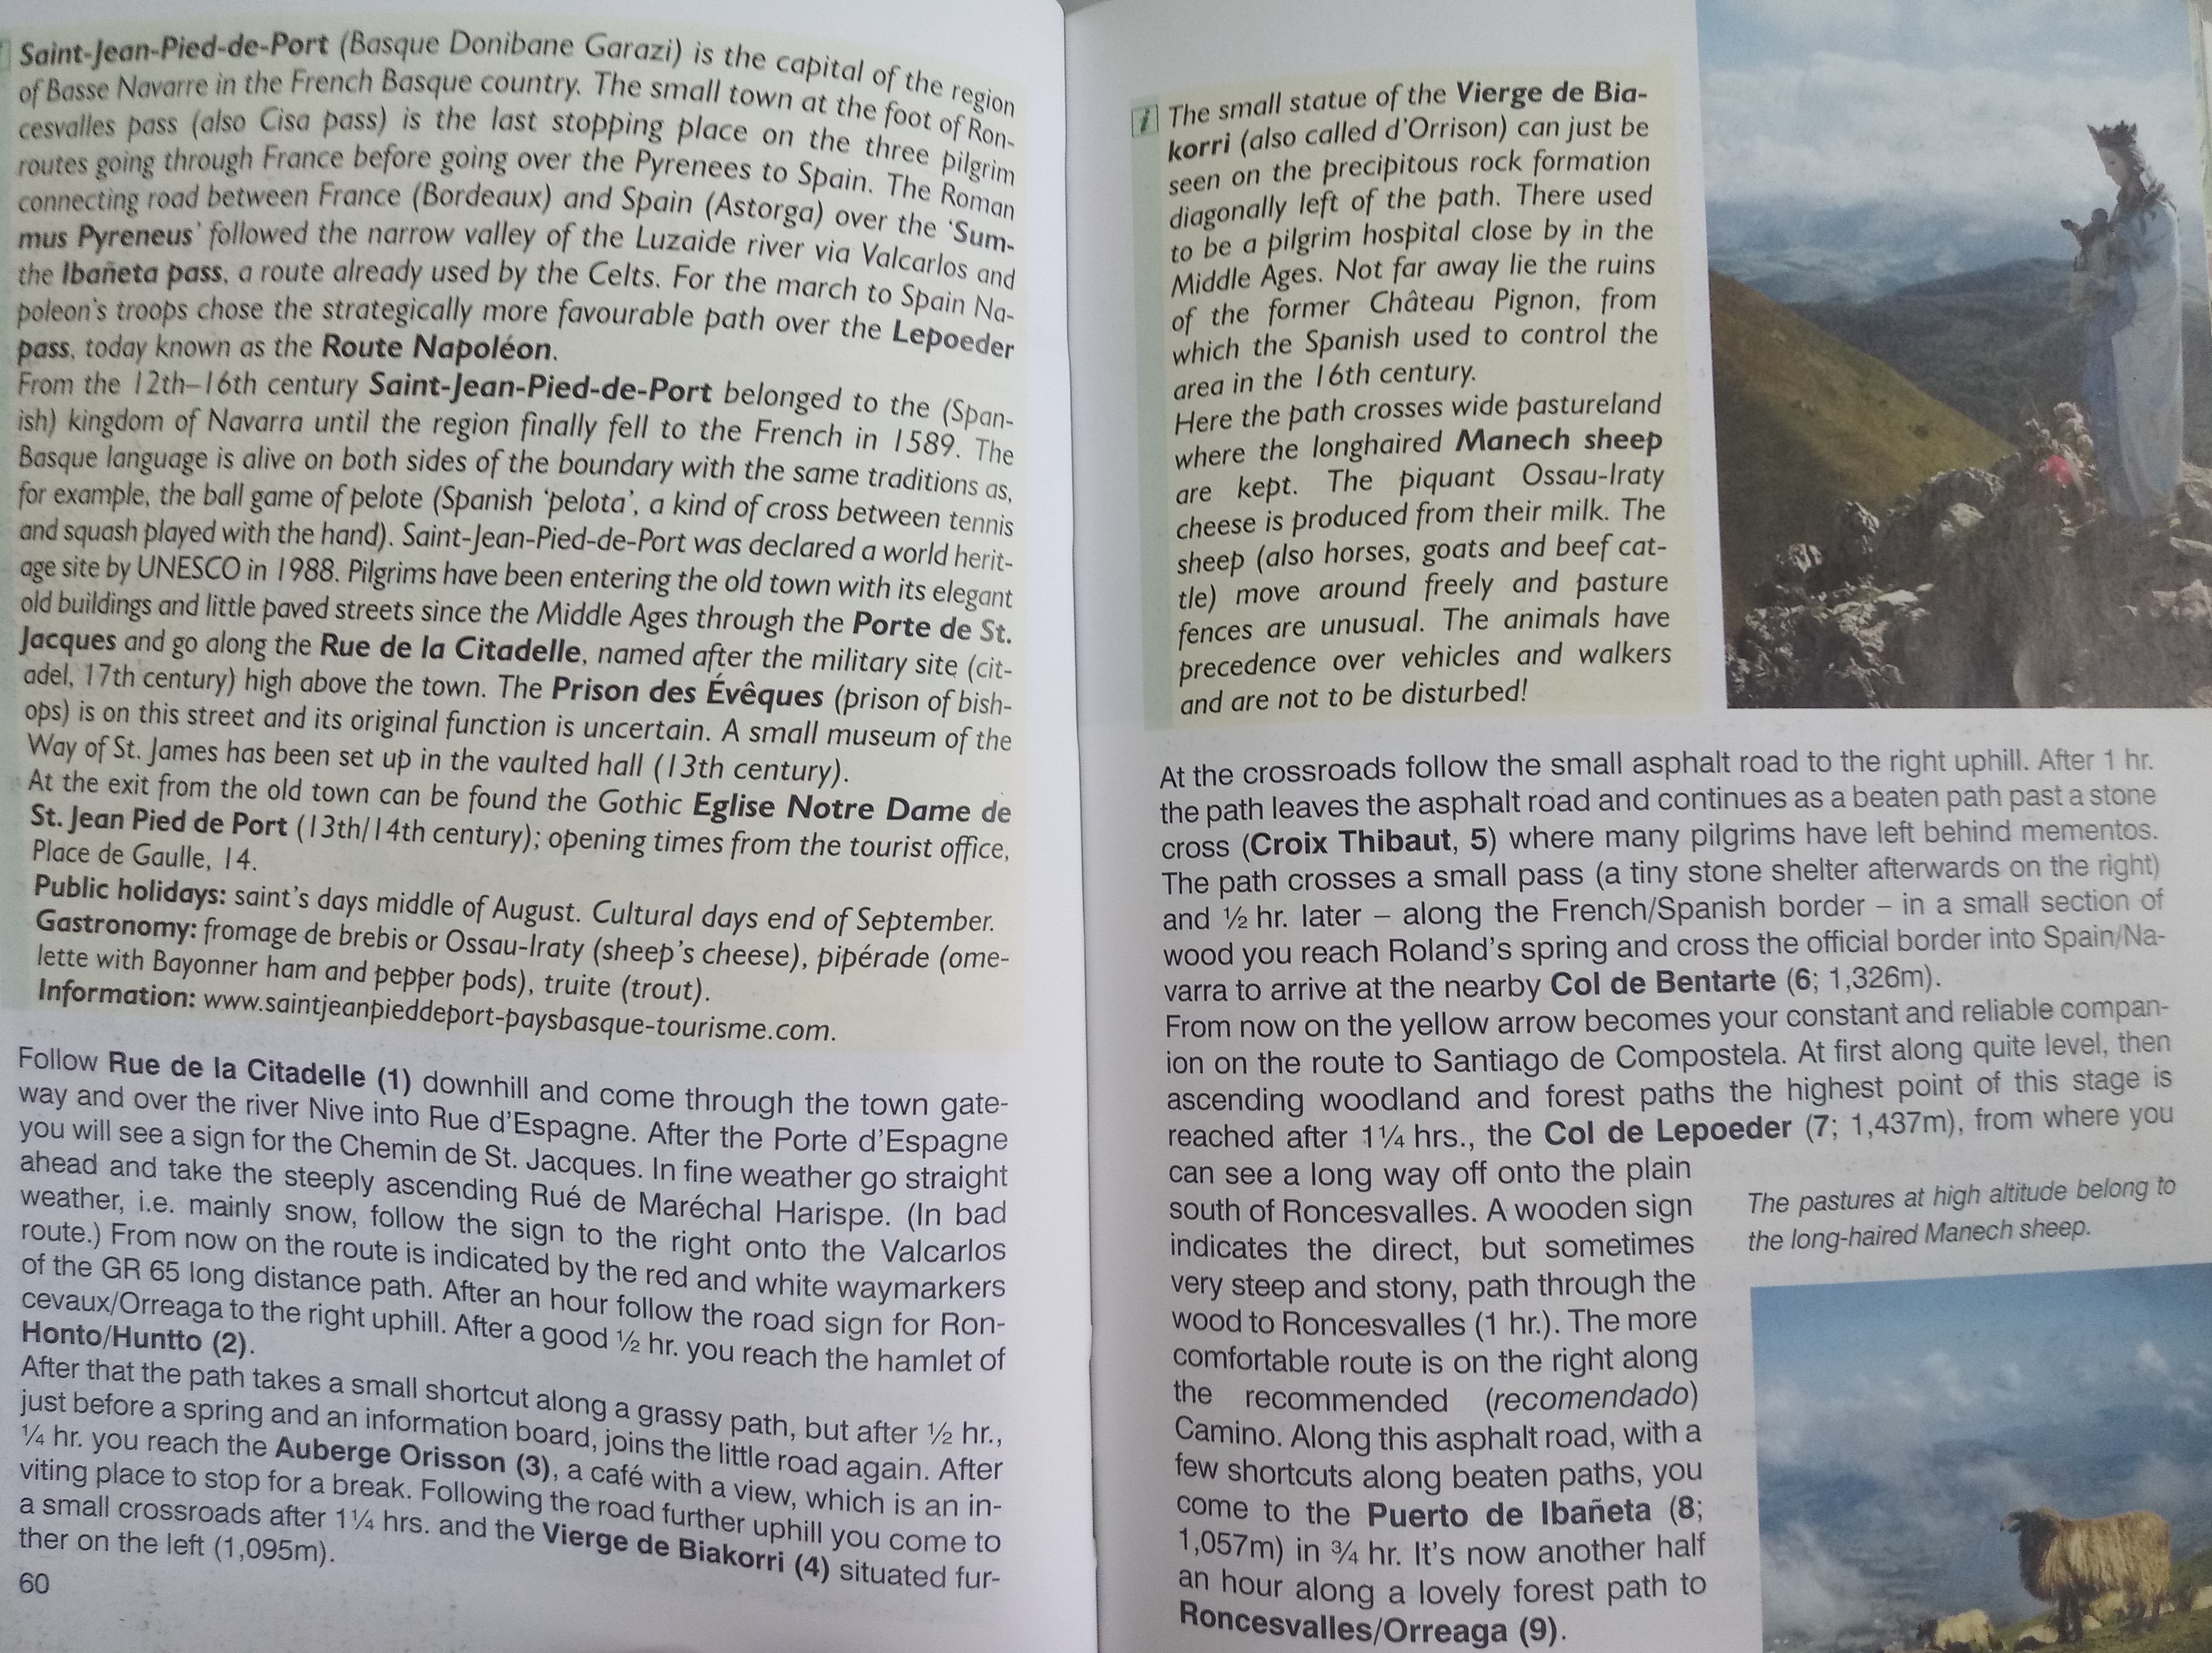 Saint-Jean-Pied-de-Port (Basque Donibane Garazi) is the capital of the region
of Basse Navarre in the French Basque country. The small town at the foot of Ron-
cesvalles pass (also Cisa pass) is the last stopping place on the three pilgrim
routes going through France before going over the Pyrenees to Spain. The Roman
connecting road between France (Bordeaux) and Spain (Astorga) over the ‘Sum-
mus Pyreneus’ followed the narrow valley of the Luzaide river via Valcarlos and
the Ibañeta pass, a route already used by the Celts. For the march to Spain Na-
poleon’s troops chose the strategically more favourable path over the Lepoeder
pass, today known as the Route Napoléon.
From the 12th–16th century Saint-Jean-Pied-de-Port belonged to the (Span-
ish) kingdom of Navarra until the region finally fell to the French in 1589. The
Basque language is alive on both sides of the boundary with the same traditions as,
for example, the ball game of pelote (Spanish ‘pelota’, a kind of cross between tennis
and squash played with the hand). Saint-Jean-Pied-de-Port was declared a world herit-
age site by UNESCO in 1988. Pilgrims have been entering the old town with its elegant
old buildings and little paved streets since the Middle Ages through the Porte de St.
Jacques and go along the Rue de la Citadelle, named after the military site (cit-
adel, 17th century) high above the town. The Prison des Évêques (prison of bish-
ops) is on this street and its original function is uncertain. A small museum of the
Way of St. James has been set up in the vaulted hall (13th century).
At the exit from the old town can be found the Gothic Eglise Notre Dame de
St. Jean Pied de Port (13th/14th century); opening times from the tourist office,
Place de Gaulle, 14.
Public holidays: saint’s days middle of August. Cultural days end of September.
Gastronomy: fromage de brebis or Ossau-Iraty (sheep’s cheese), pipérade (ome-
lette with Bayonner ham and pepper pods), truite (trout).
Information: www.saintjeanpieddeport-paysbasque-tourisme.com.
Follow Rue de la Citadelle (1) downhill and come through the town gate-
way and over the river Nive into Rue d’Espagne. After the Porte d’Espagne
you will see a sign for the Chemin de St. Jacques. In fine weather go straight
ahead and take the steeply ascending Rué de Maréchal Harispe. (In bad
weather, i.e. mainly snow, follow the sign to the right onto the Valcarlos
route.) From now on the route is indicated by the red and white waymarkers
of the GR 65 long distance path. After an hour follow the road sign for Ron-
cevaux/Orreaga to the right uphill. After a good ½ hr. you reach the hamlet of
Honto/Huntto (2).
After that the path takes a small shortcut along a grassy path, but after ½ hr.,
just before a spring and an information board, joins the little road again. After
¼ hr. you reach the Auberge Orisson (3), a café with a view, which is an in-
viting place to stop for a break. Following the road further uphill you come to
a small crossroads after 1¼ hrs. and the Vierge de Biakorri (4) situated fur-
ther on the left (1,095m).
60
i The small statue of the Vierge de Bia-
korri (also called d’Orrison) can just be
seen on the precipitous rock formation
diagonally left of the path. There used
to be a pilgrim hospital close by in the
Middle Ages. Not far away lie the ruins
of the former Château Pignon, from
which the Spanish used to control the
area in the 16th century.
Here the path crosses wide pastureland
where the longhaired Manech sheep
are kept. The piquant Ossau-Iraty
cheese is produced from their milk. The
sheep (also horses, goats and beef cat-
tle) move around freely and pasture
fences are unusual. The animals have
precedence over vehicles and walkers
and are not to be disturbed!
At the crossroads follow the small asphalt road to the right uphill. After 1 hr.
the path leaves the asphalt road and continues as a beaten path past a stone
cross (Croix Thibaut, 5) where many pilgrims have left behind mementos.
The path crosses a small pass (a tiny stone shelter afterwards on the right)
and ½ hr. later – along the French/Spanish border – in a small section of
wood you reach Roland’s spring and cross the official border into Spain/Na-
varra to arrive at the nearby Col de Bentarte (6; 1,326m).
From now on the yellow arrow becomes your constant and reliable compan-
ion on the route to Santiago de Compostela. At first along quite level, then
ascending woodland and forest paths the highest point of this stage is
reached after 1¼ hrs., the Col de Lepoeder (7; 1,437m), from where you
can see a long way off onto the plain
south of Roncesvalles. A wooden sign
indicates the direct, but sometimes
very steep and stony, path through the
wood to Roncesvalles (1 hr.). The more
comfortable route is on the right along
the recommended (recomendado)
Camino. Along this asphalt road, with a
few shortcuts along beaten paths, you
come to the Puerto de Ibañeta (8;
1,057m) in ¾ hr. It’s now another half
an hour along a lovely forest path to
Roncesvalles/Orreaga (9).
The pastures at high altitude belong to
the long-haired Manech sheep.